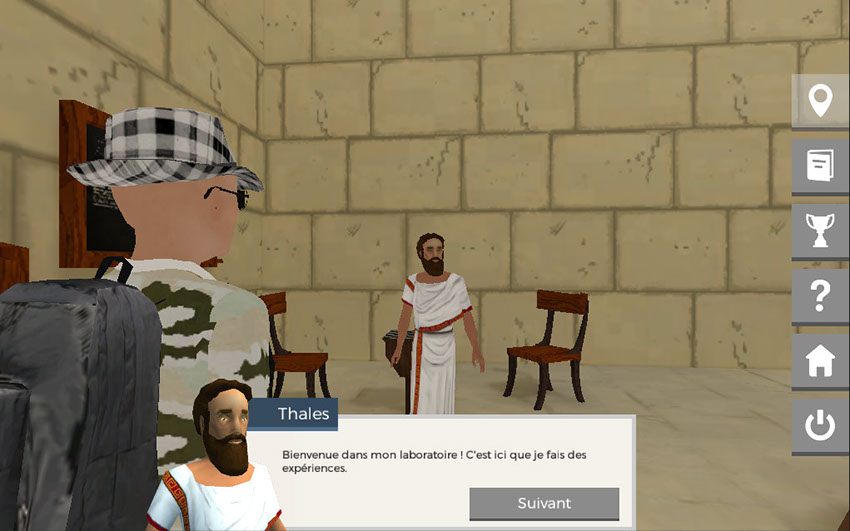 Thales
Bienvenue dans mon laboratoire ! C'est ici que je fais des
expériences.
Suivant